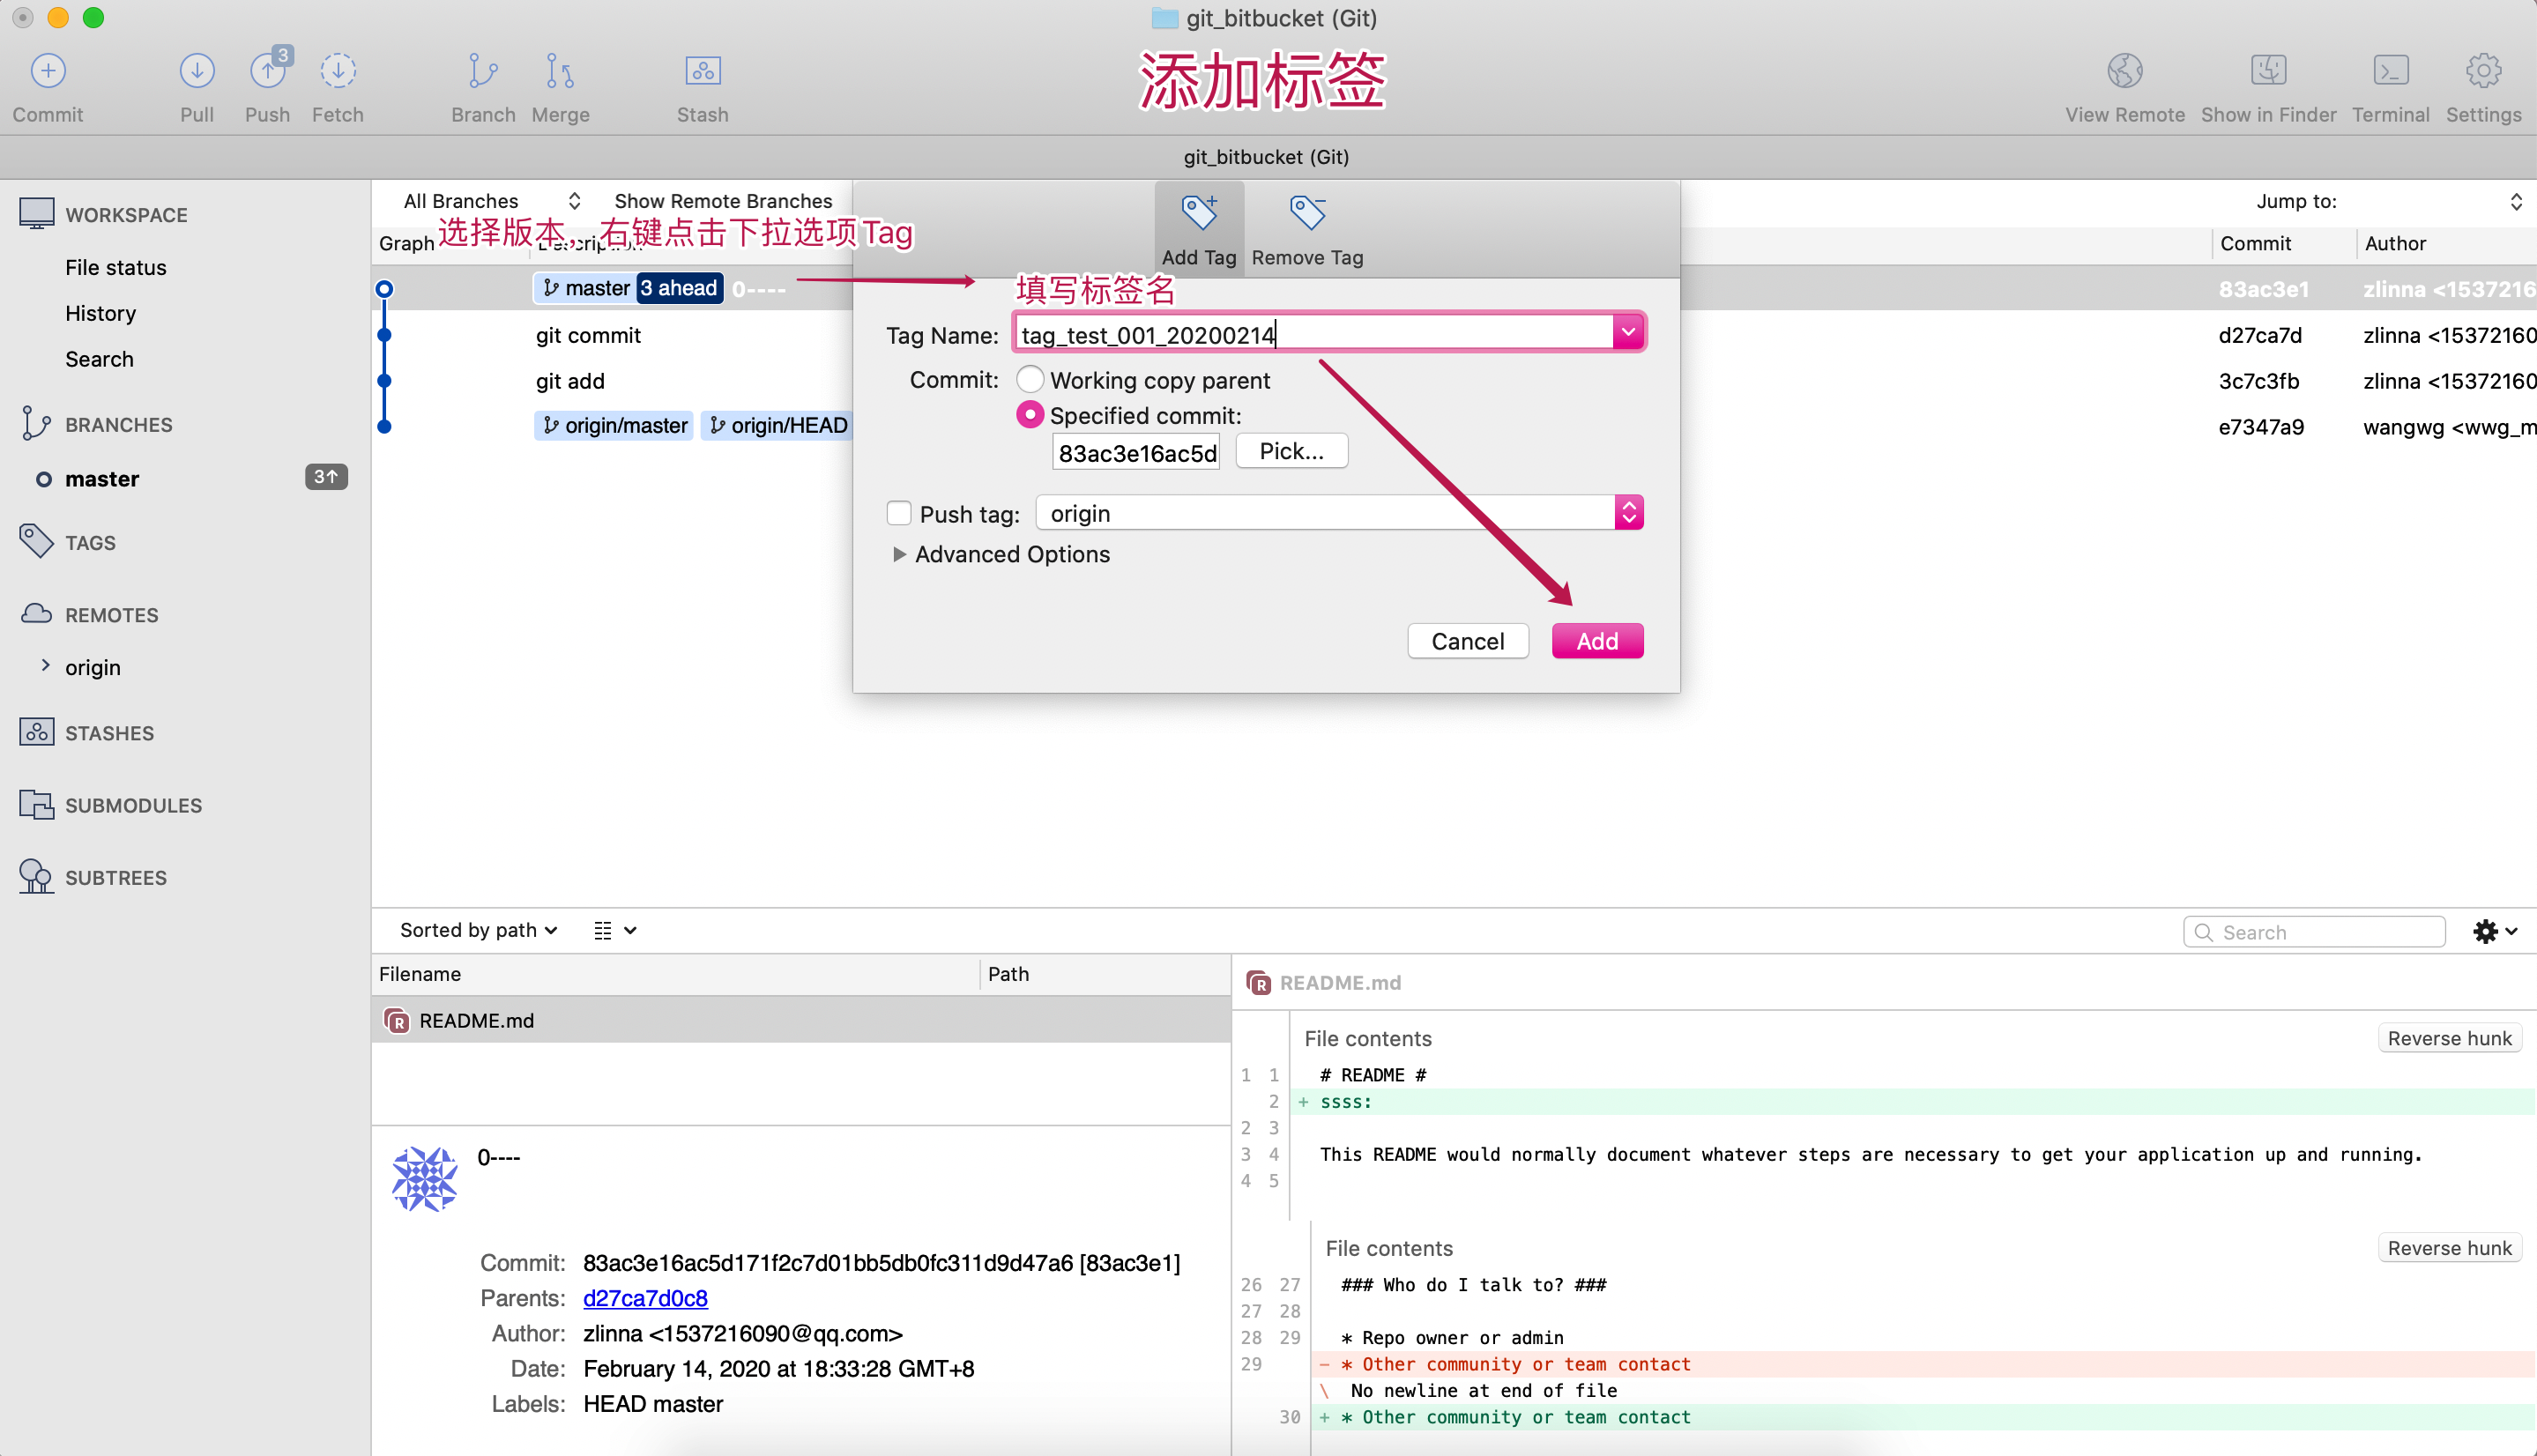 git_bitbucket (Git)
Commit
Pull
3
Push
Fetch
Branch
Merge
Stash
添加标签
View Remote
Show in Finder
Terminal
Settings
git_bitbucket (Git)
WORKSPACE
File status
History
Search
BRANCHES
master
3↑
TAGS
REMOTES
origin
STASHES
SUBMODULES
SUBTREES
All Branches
Show Remote Branches
Jump to:
选择版本，右键点击下拉选项Tag
Graph
Description
Commit
Author
master 3 ahead 0----
83ac3e1
zlinna <1537216
git commit
d27ca7d
zlinna <15372160
git add
3c7c3fb
zlinna <15372160
origin/master
origin/HEAD
e7347a9
wangwg <wwg_m
Add Tag
Remove Tag
填写标签名
Tag Name: tag_test_001_20200214
Commit: Working copy parent
Specified commit:
83ac3e16ac5d
Pick...
Push tag: origin
Advanced Options
Cancel
Add
Sorted by path
Search
Filename
Path
README.md
0----
Commit: 83ac3e16ac5d171f2c7d01bb5db0fc311d9d47a6 [83ac3e1]
Parents: d27ca7d0c8
Author: zlinna <1537216090@qq.com>
Date: February 14, 2020 at 18:33:28 GMT+8
Labels: HEAD master
README.md
File contents
Reverse hunk
1 1 # README #
2 + ssss:
2 3
3 4 This README would normally document whatever steps are necessary to get your application up and running.
4 5
File contents
Reverse hunk
26 27 ### Who do I talk to? ###
27 28
28 29 * Repo owner or admin
29 - * Other community or team contact
\ No newline at end of file
30 + * Other community or team contact